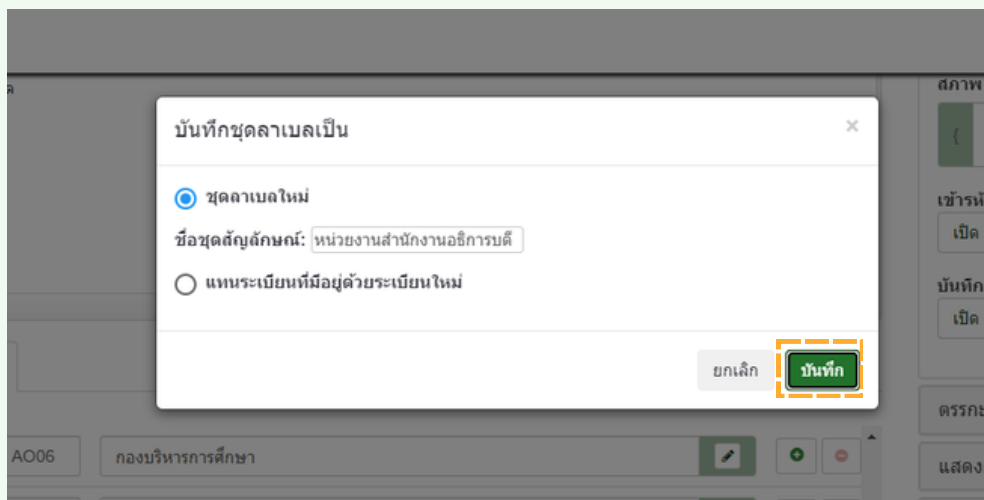 สภาพ
บันทึกชุดลาเบลเป็น
×
{
ชุดลาเบลใหม่
เข้ารหั
ชื่อชุดสัญลักษณ์: หน่วยงานสำนักงานอธิการบดี
เปิด
แทนระเบียนที่มีอยู่ด้วยระเบียนใหม่
บันทึก
เปิด
ยกเลิก
บันทึก
ตรรกะ
AO06
กองบริหารการศึกษา
แสดง